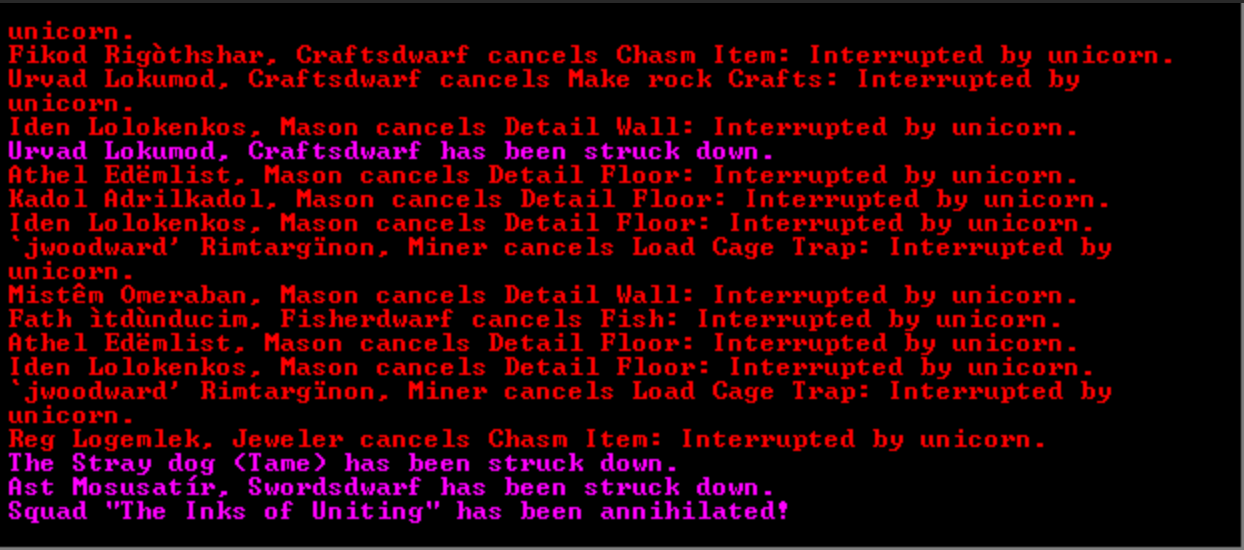 unicorn.
Fikod Rigòthshar, Craftsdwarf cancels Chasm Item: Interrupted by unicorn.
Urvad Lokumod, Craftsdwarf cancels Make rock Crafts: Interrupted by
unicorn.
Iden Lolokenkos, Mason cancels Detail Wall: Interrupted by unicorn.
Urvad Lokumod, Craftsdwarf has been struck down.
Athel Edëmlist, Mason cancels Detail Floor: Interrupted by unicorn.
Kadol Adrilkadol, Mason cancels Detail Floor: Interrupted by unicorn.
Iden Lolokenkos, Mason cancels Detail Floor: Interrupted by unicorn.
`jwoodward' Rimtargïnon, Miner cancels Load Cage Trap: Interrupted by
unicorn.
Mistêm Omeraban, Mason cancels Detail Wall: Interrupted by unicorn.
Fath ìtdùnducim, Fisherdwarf cancels Fish: Interrupted by unicorn.
Athel Edëmlist, Mason cancels Detail Floor: Interrupted by unicorn.
Iden Lolokenkos, Mason cancels Detail Floor: Interrupted by unicorn.
`jwoodward' Rimtargïnon, Miner cancels Load Cage Trap: Interrupted by
unicorn.
Reg Logemlek, Jeweler cancels Chasm Item: Interrupted by unicorn.
The Stray dog (Tame) has been struck down.
Ast Mosusatír, Swordsdwarf has been struck down.
Squad "The Inks of Uniting" has been annihilated!